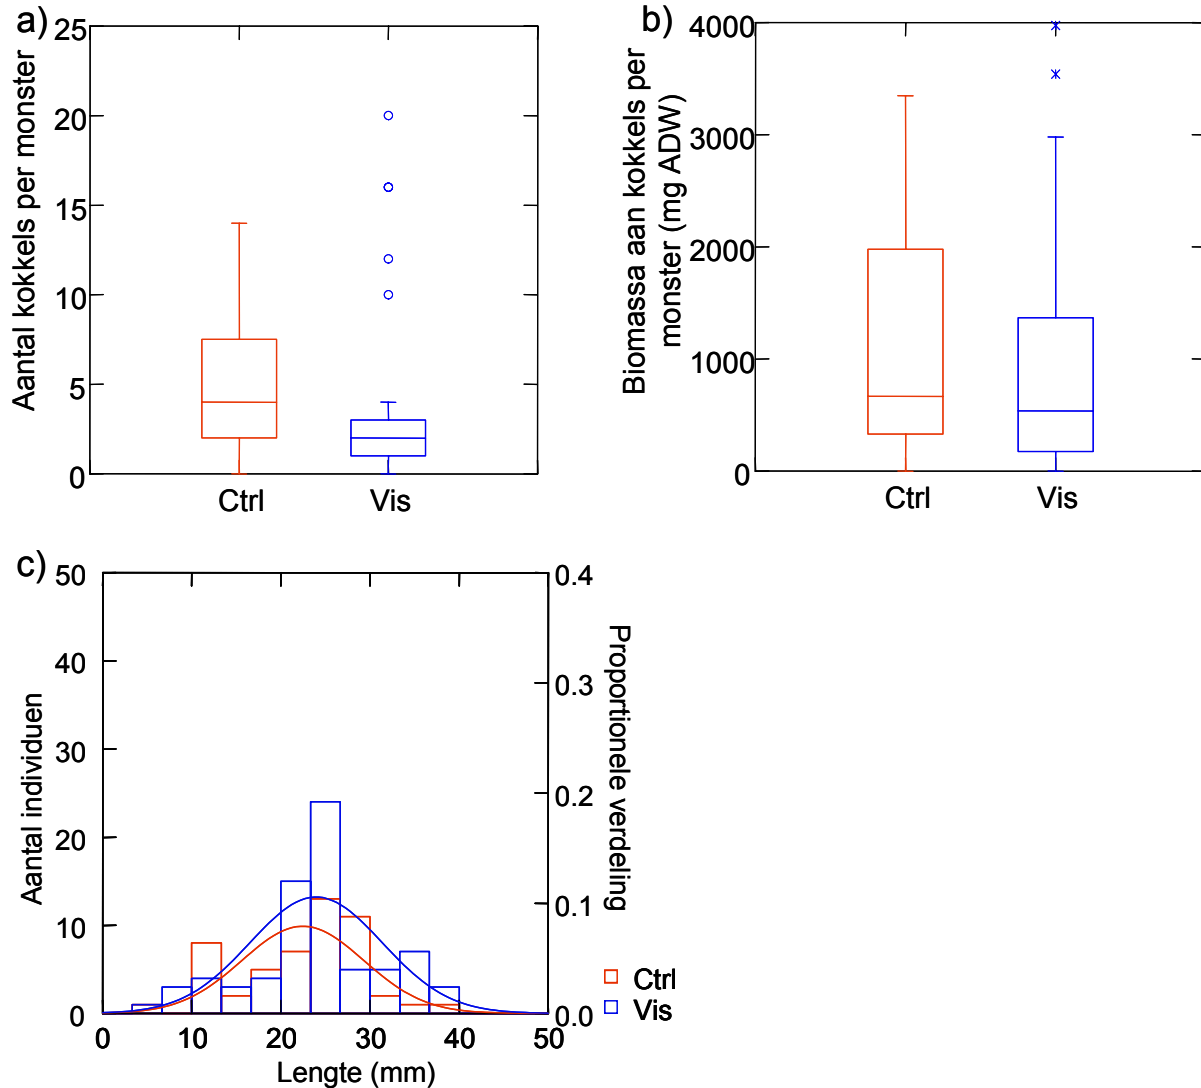 a)
Aantal kokkels per monster
25
20
15
10
5
0
Ctrl
Vis
b)
Biomassa aan kokkels per
monster (mg ADW)
4000
3000
2000
1000
0
Ctrl
Vis
c)
Aantal individuen
50
40
30
20
10
0
0
10
20
30
40
50
Lengte (mm)
0.4
0.3
0.2
0.1
0.0
Proportionele verdeling
Ctrl
Vis